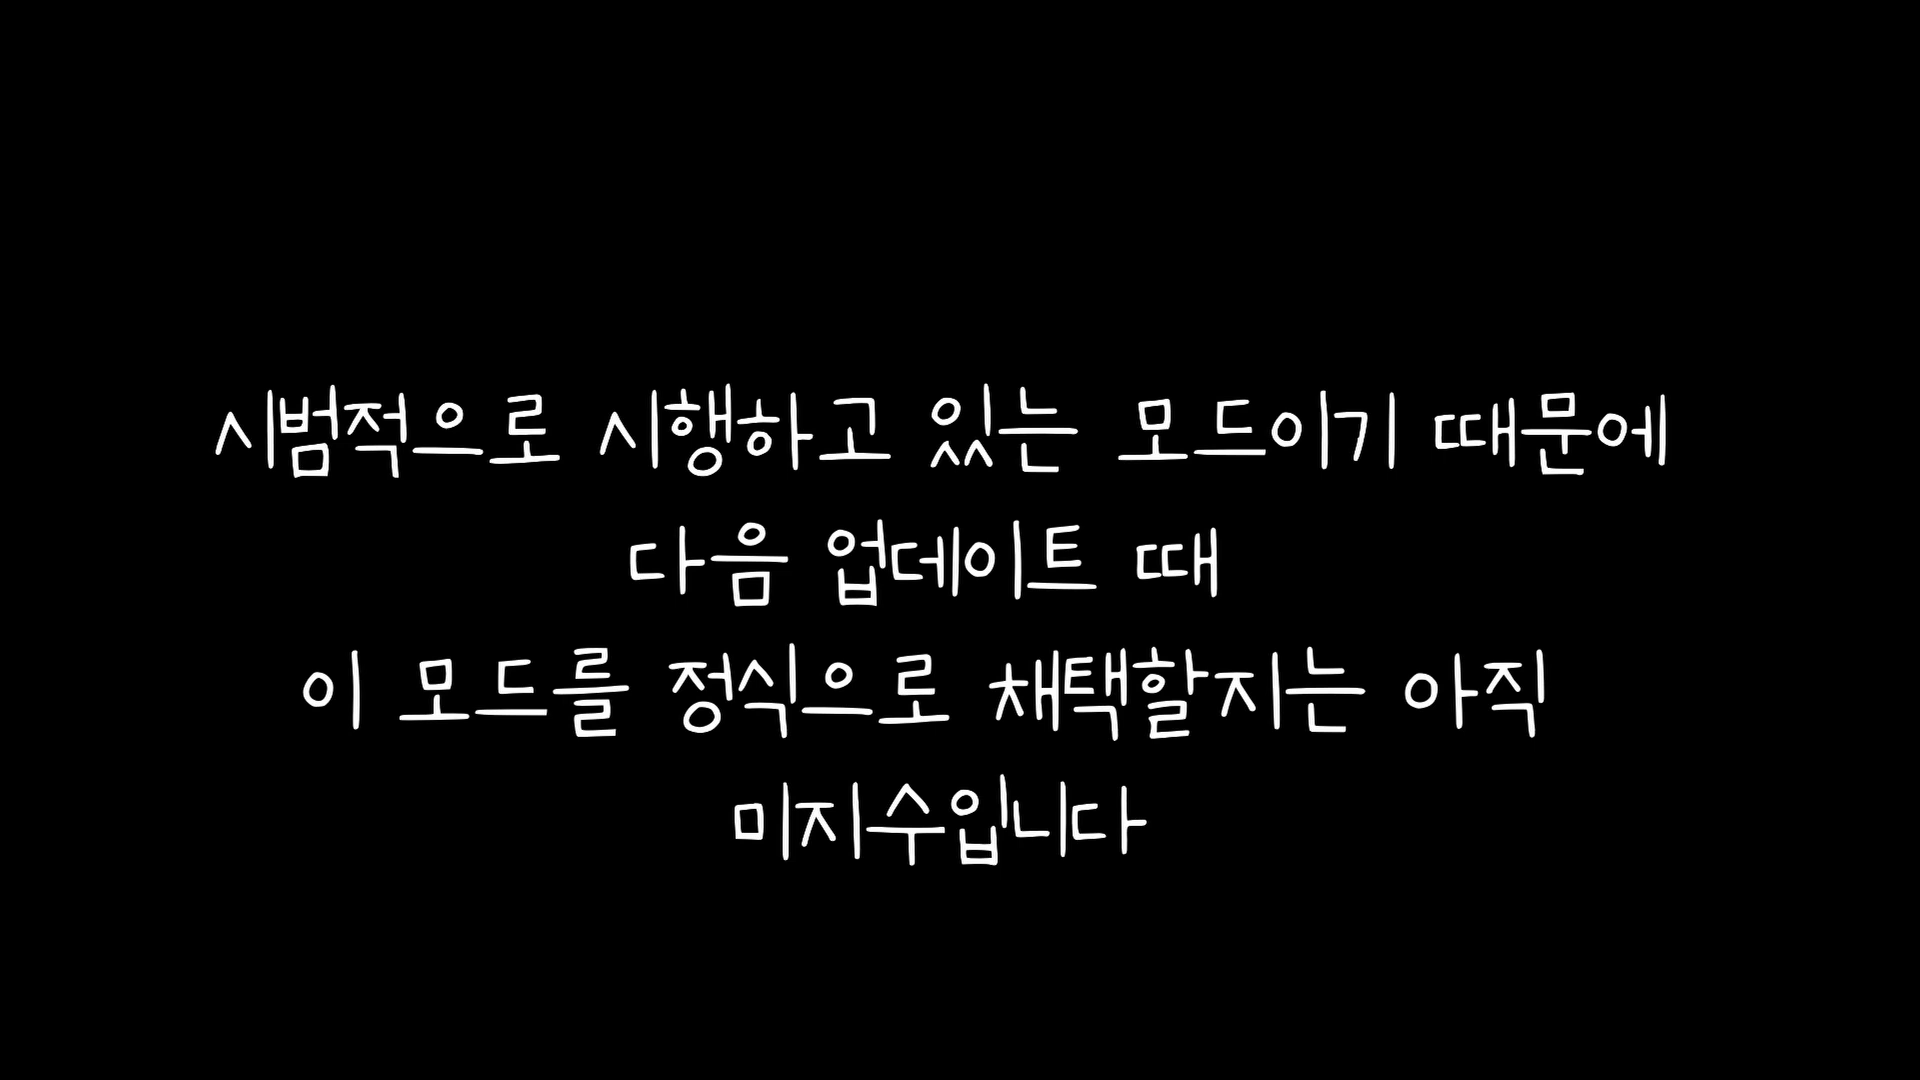 시범적으로 시행하고 있는 모드이기 때문에
다음 업데이트 때
이 모드를 정식으로 채택할지는 아직
미지수입니다